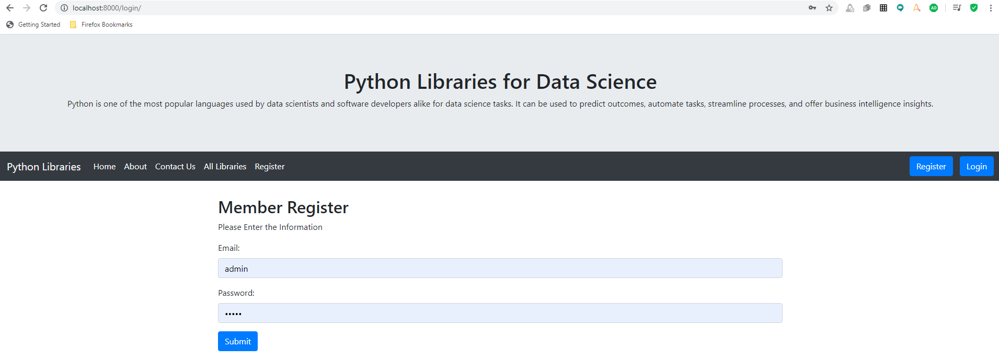 localhost:8000/login/
AD
Getting Started Firefox Bookmarks
Python Libraries for Data Science
Python is one of the most popular languages used by data scientists and software developers alike for data science tasks. It can be used to predict outcomes, automate tasks, streamline processes, and offer business intelligence insights.
Python Libraries Home About Contact Us All Libraries Register Register Login
Member Register
Please Enter the Information
Email:
admin
Password:
•••••
Submit